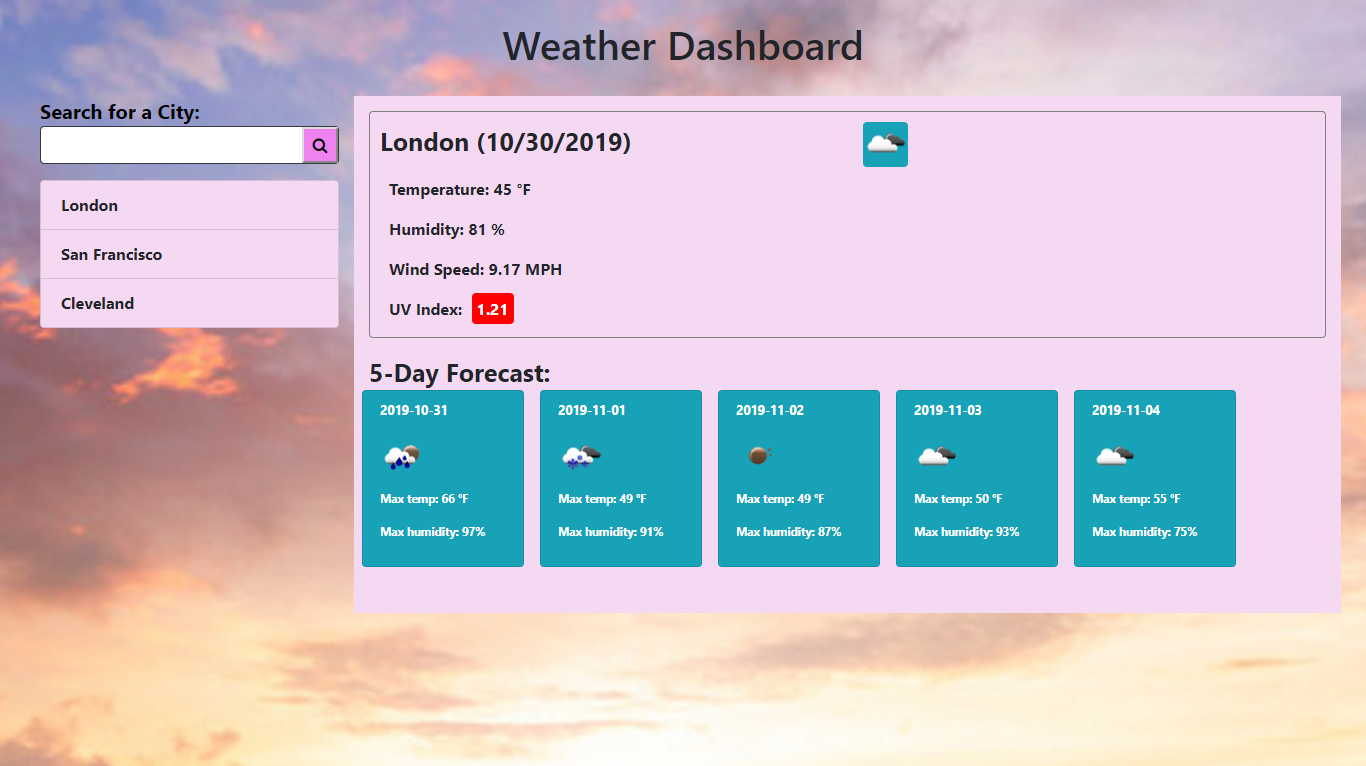 Weather Dashboard
Search for a City:
London
San Francisco
Cleveland
London (10/30/2019)
Temperature: 45 °F
Humidity: 81 %
Wind Speed: 9.17 MPH
UV Index: 1.21
5-Day Forecast:
2019-10-31
Max temp: 66 °F
Max humidity: 97%
2019-11-01
Max temp: 49 °F
Max humidity: 91%
2019-11-02
Max temp: 49 °F
Max humidity: 87%
2019-11-03
Max temp: 50 °F
Max humidity: 93%
2019-11-04
Max temp: 55 °F
Max humidity: 75%